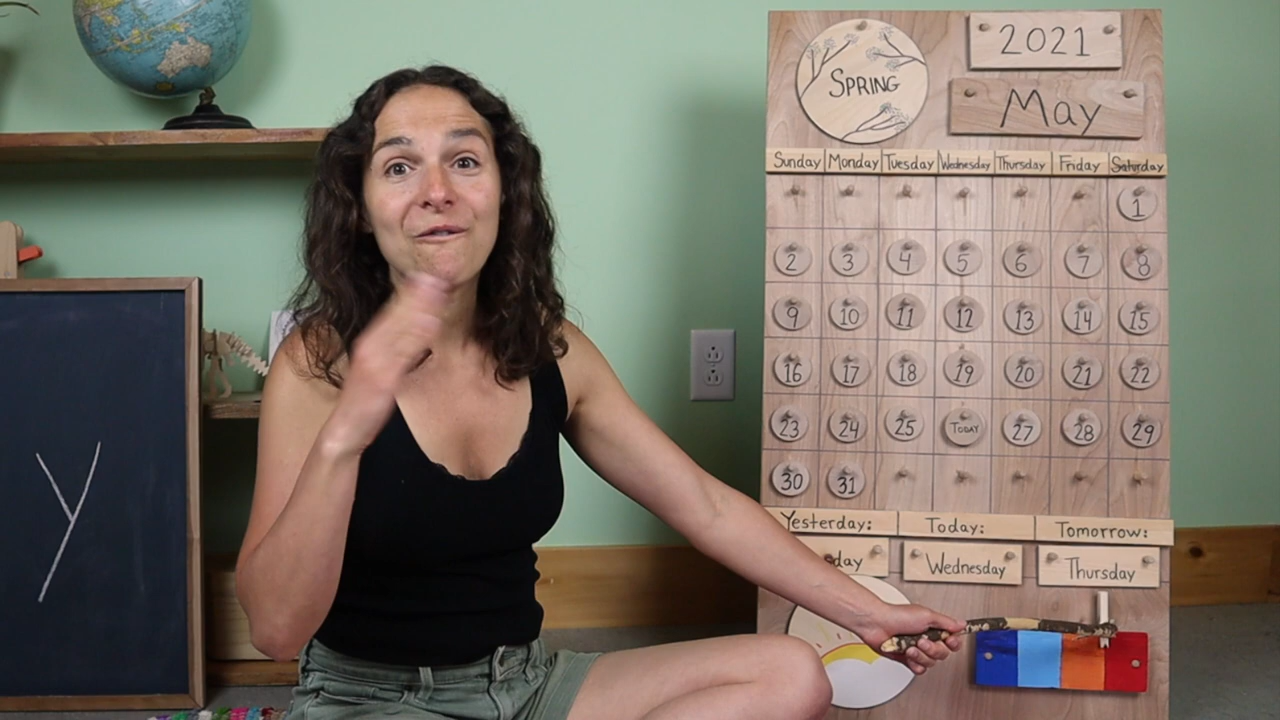 SPRING
2021
May
Sunday Monday Tuesday Wednesday Thursday Friday Saturday
1
2 3 4 5 6 7 8
9 10 11 12 13 14 15
16 17 18 19 20 21 22
23 24 25 TODAY 27 28 29
30 31
Yesterday: Today: Tomorrow:
Wednesday Thursday
y